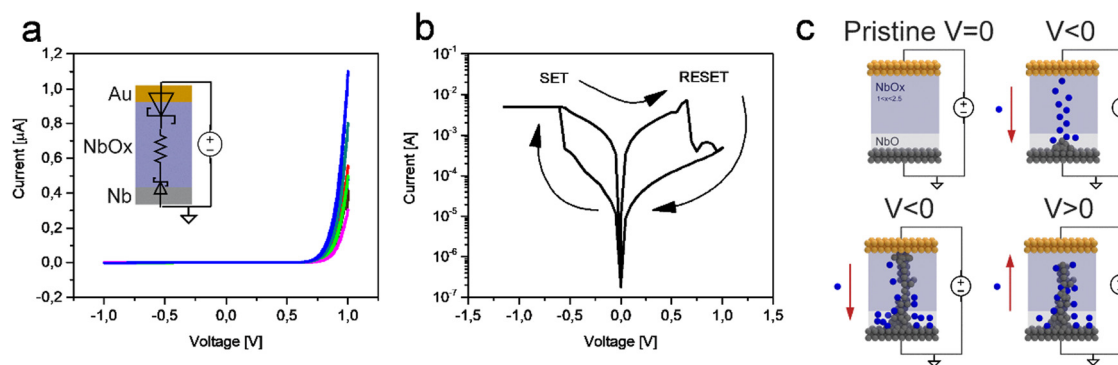 a
1,2
1,0
0,8
0,6
0,4
0,2
0,0
-0,2
Current [µA]
Au
NbOx
Nb
+
-1,0
-0,5
0,0
0,5
1,0
Voltage [V]
b
10⁻¹
10⁻²
10⁻³
10⁻⁴
10⁻⁵
10⁻⁶
10⁻⁷
Current [A]
SET
RESET
-1,0
-0,5
0,0
0,5
1,0
1,5
Voltage [V]
c
Pristine V=0
NbOx
1<x<2.5
NbO
V<0
V<0
V>0